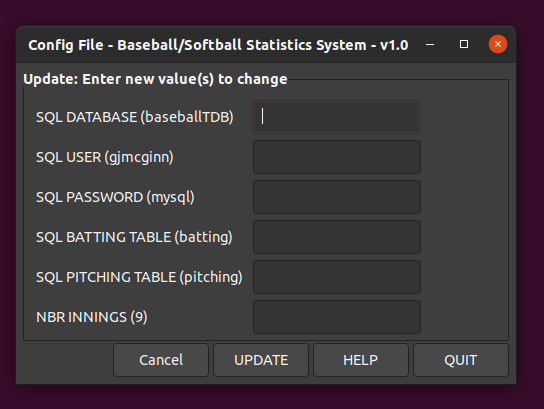 Config File - Baseball/Softball Statistics System - v1.0
Update: Enter new value(s) to change
SQL DATABASE (baseballTDB)
SQL USER (gjmcginn)
SQL PASSWORD (mysql)
SQL BATTING TABLE (batting)
SQL PITCHING TABLE (pitching)
NBR INNINGS (9)
Cancel UPDATE HELP QUIT